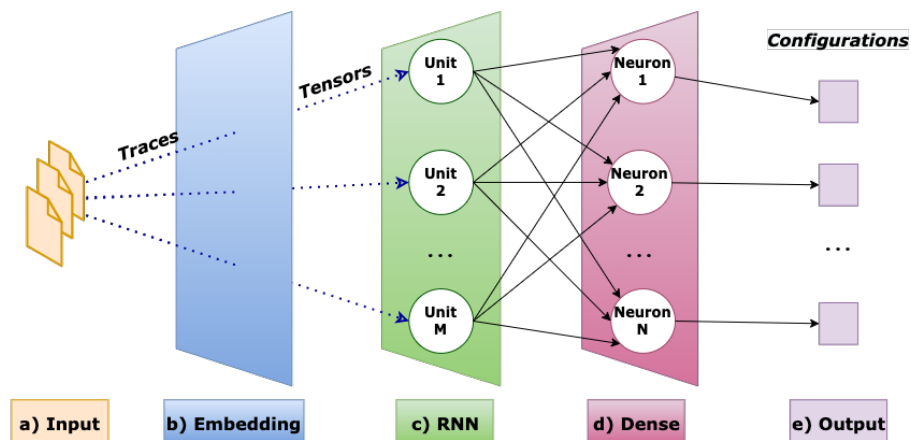 Configurations
Tensors
Traces
Unit
1
Unit
2
...
Unit
M
Neuron
1
Neuron
2
...
Neuron
N
...
a) Input
b) Embedding
c) RNN
d) Dense
e) Output